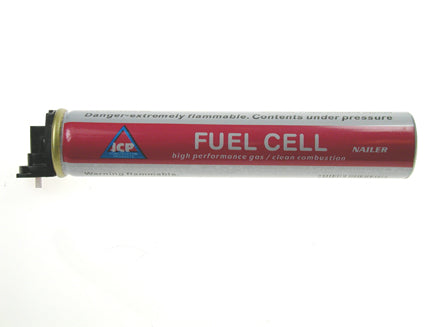 Danger-extremely flammable. Contents under pressure
ICP
FUEL CELL
high performance gas / clean combustion
NAILER
Warning flammable.